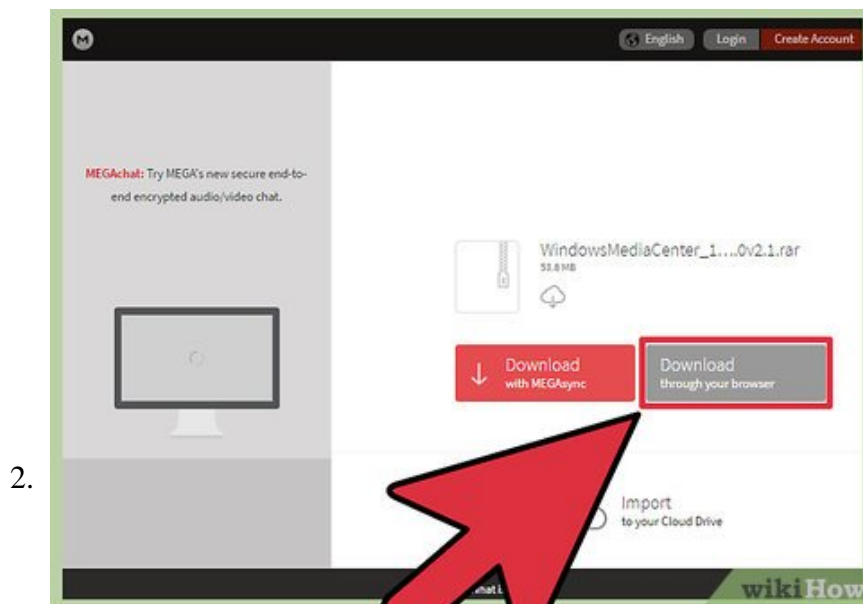 M
English Login Create Account
MEGAchat: Try MEGA's new secure end-to-
end encrypted audio/video chat.
WindowsMediaCenter_1....0v2.1.rar
53.8 MB
Download
with MEGAsync
Download
through your browser
2.
Import
to your Cloud Drive
wikiHow